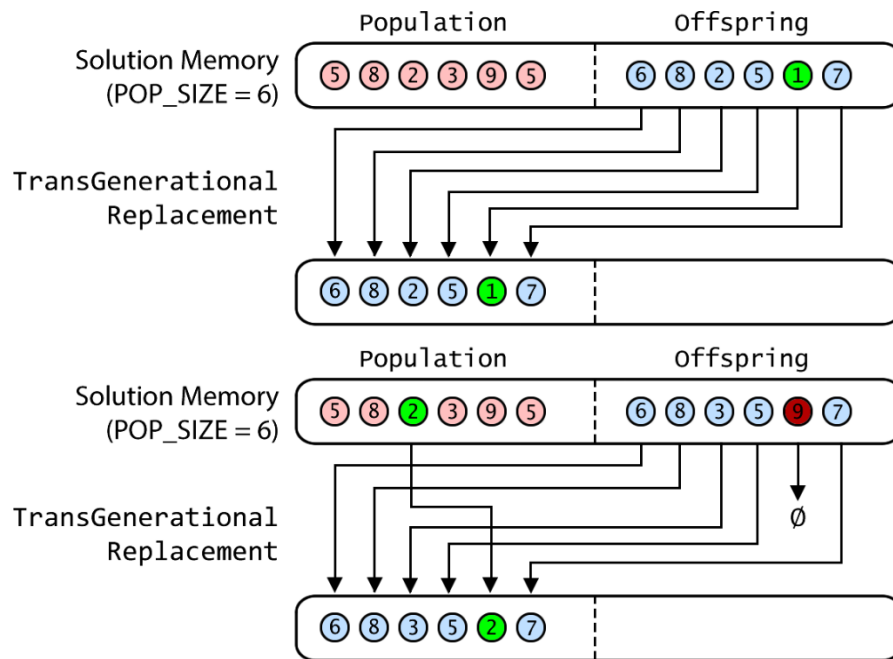 Population Offspring
Solution Memory
(POP_SIZE = 6)
5 8 2 3 9 5 6 8 2 5 1 7
TransGenerational
Replacement
6 8 2 5 1 7
Population Offspring
Solution Memory
(POP_SIZE = 6)
5 8 2 3 9 5 6 8 3 5 9 7
TransGenerational
Replacement
Ø
6 8 3 5 2 7